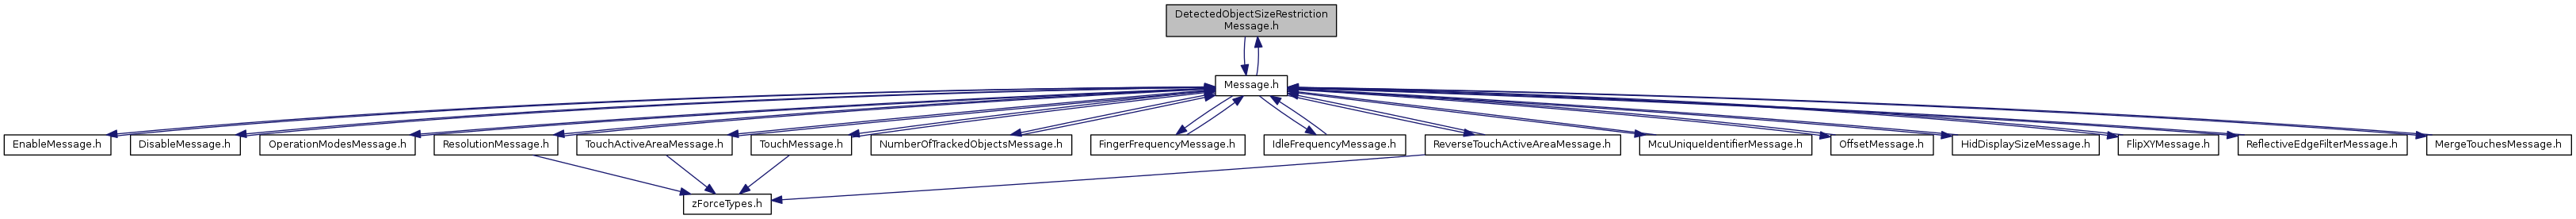 DetectedObjectSizeRestriction
Message.h
Message.h
EnableMessage.h
DisableMessage.h
OperationModesMessage.h
ResolutionMessage.h
TouchActiveAreaMessage.h
TouchMessage.h
NumberOfTrackedObjectsMessage.h
FingerFrequencyMessage.h
IdleFrequencyMessage.h
ReverseTouchActiveAreaMessage.h
McuUniqueIdentifierMessage.h
OffsetMessage.h
HidDisplaySizeMessage.h
FlipXYMessage.h
ReflectiveEdgeFilterMessage.h
MergeTouchesMessage.h
zForceTypes.h